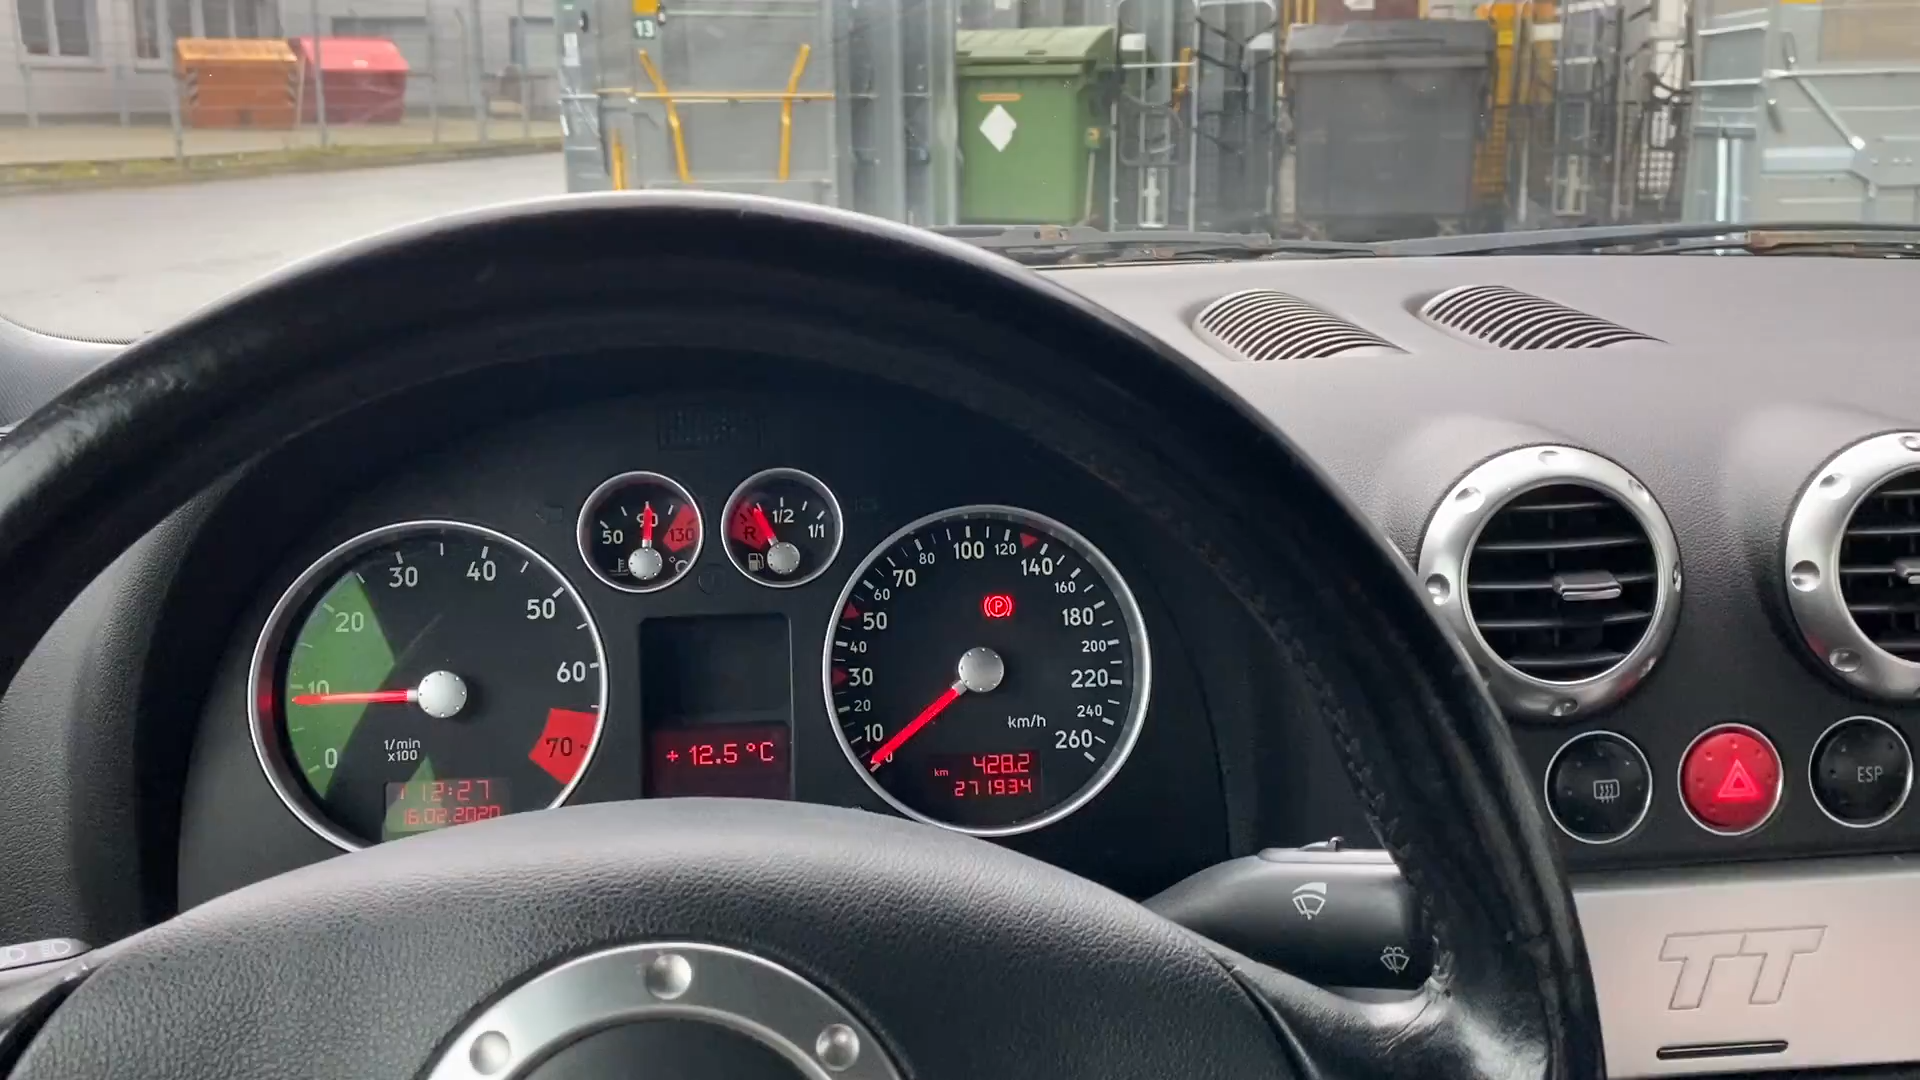 13
50 90 130 °C
R 1/2 1/1
0 10 20 30 40 50 60 70
1/min
x100
12:27
16.02.2020
+ 12.5 °C
0 10 20 30 40 50 60 70 80 100 120 140 160 180 200 220 240 260
P
km/h
km 428.2
271934
ESP
TT